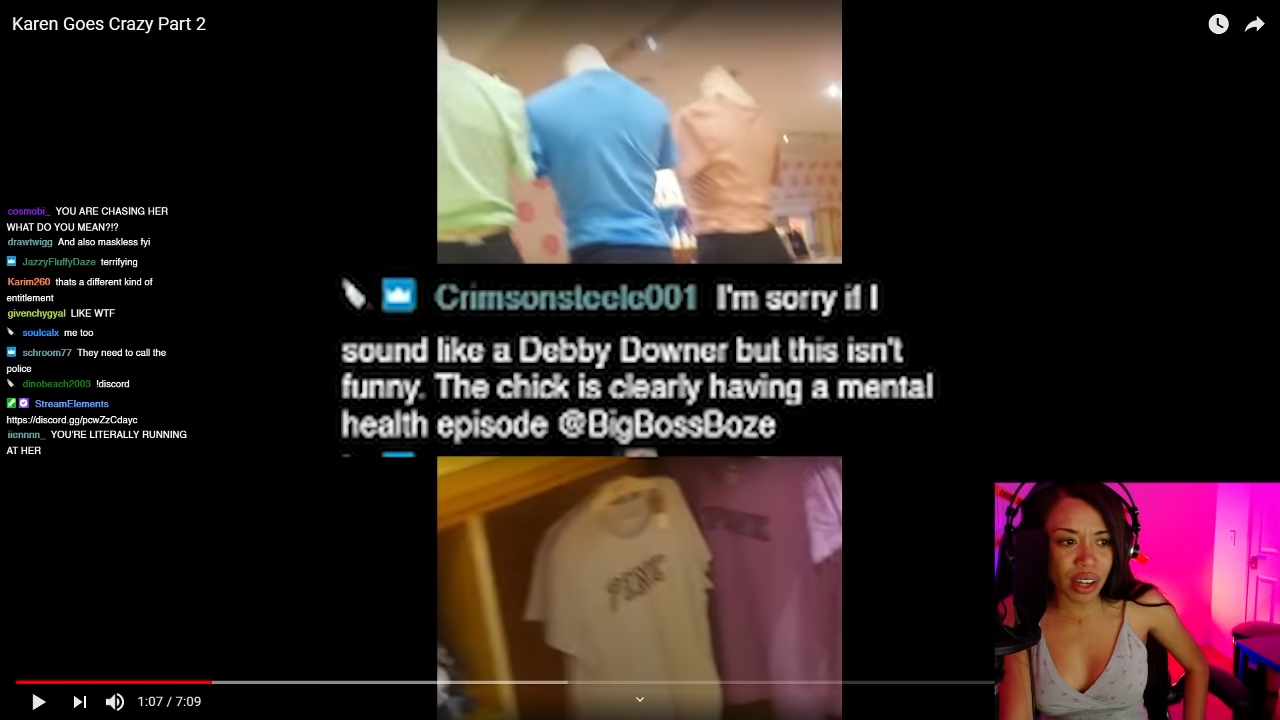 Karen Goes Crazy Part 2
cosmobi_ YOU ARE CHASING HER
WHAT DO YOU MEAN?!?
drawtwigg And also maskless fyi
JazzyFluffyDaze terrifying
Karim260 thats a different kind of
entitlement
givenchygyal LIKE WTF
soulcalx me too
schroom77 They need to call the
police
dinobeach2003 !discord
StreamElements
https://discord.gg/pcwZzCdayc
iiennnn_ YOU'RE LITERALLY RUNNING
AT HER
Crimsonsteele001 I'm sorry if I
sound like a Debby Downer but this isn't
funny. The chick is clearly having a mental
health episode @BigBossBoze
PINK
1:07 / 7:09